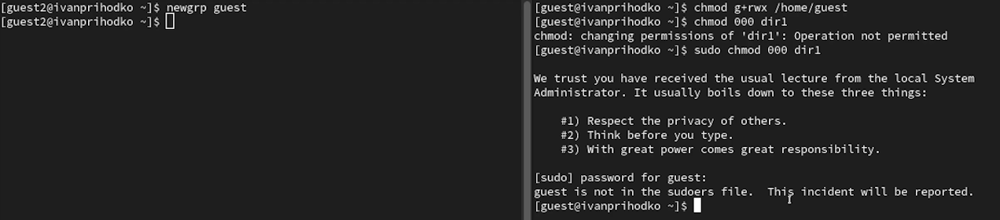 [guest2@ivanprihodko ~]$ newgrp guest
[guest2@ivanprihodko ~]$
[guest@ivanprihodko ~]$ chmod g+rwx /home/guest
[guest@ivanprihodko ~]$ chmod 000 dir1
chmod: changing permissions of 'dir1': Operation not permitted
[guest@ivanprihodko ~]$ sudo chmod 000 dir1
We trust you have received the usual lecture from the local System
Administrator. It usually boils down to these three things:
#1) Respect the privacy of others.
#2) Think before you type.
#3) With great power comes great responsibility.
[sudo] password for guest:
guest is not in the sudoers file.  This incident will be reported.
[guest@ivanprihodko ~]$